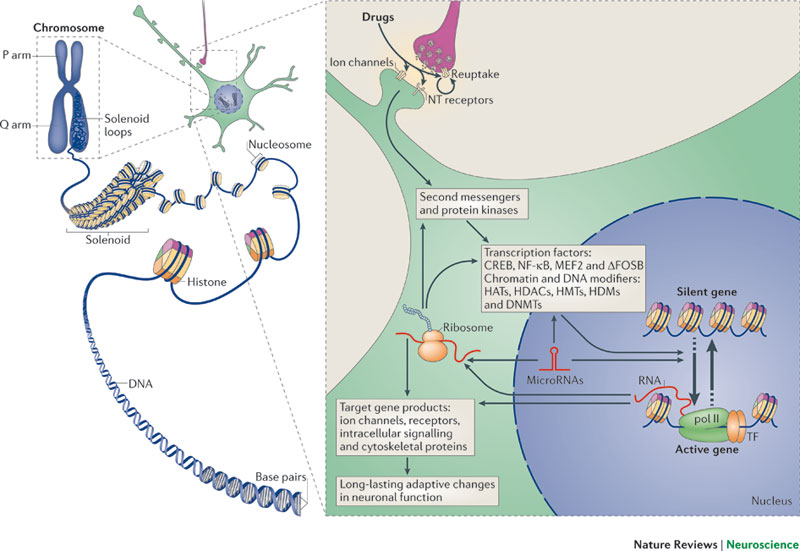 Chromosome
P arm
Q arm
Solenoid
loops
Nucleosome
Solenoid
Histone
DNA
Base pairs
Drugs
Ion channels
Reuptake
NT receptors
Second messengers
and protein kinases
Transcription factors:
CREB, NF-κB, MEF2 and ΔFOSB
Chromatin and DNA modifiers:
HATs, HDACs, HMTs, HDMs
and DNMTs
Silent gene
Ribosome
MicroRNAs
RNA
pol II
TF
Active gene
Target gene products:
ion channels, receptors,
intracellular signalling
and cytoskeletal proteins
Long-lasting adaptive changes
in neuronal function
Nucleus
Nature Reviews | Neuroscience